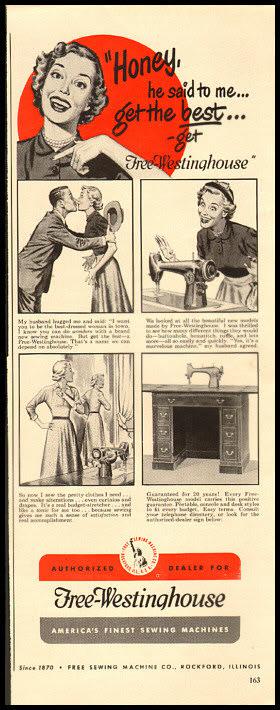 "Honey,
he said to me...
get the best...
-get
Free-Westinghouse"
My husband hugged me and said: "I want
you to be the best-dressed woman in town.
I know you can do wonders with a brand
new sewing machine. But get the best—a
Free-Westinghouse. That's a name we can
depend on absolutely."
We looked at all the beautiful new models
made by Free-Westinghouse. I was thrilled
to see how many different things they would
do—buttonhole, hemstitch, ruffle, and lots
more—all so easily and quickly. "Yes, it's a
marvelous machine," my husband agreed.
So now I sew the pretty clothes I need . . .
and make alterations . . . even curtains and
drapes. It's a real budget-stretcher . . . and
like a tonic for me too . . . because sewing
gives me such a sense of satisfaction and
real accomplishment.
Guaranteed for 20 years! Every Free-
Westinghouse model carries this positive
guarantee. Portable, console and desk styles
to fit every budget. Easy terms. Consult
your telephone directory, or look for the
authorized-dealer sign below:
AUTHORIZED DEALER FOR
Free-Westinghouse
AMERICA'S FINEST SEWING MACHINES
Since 1870 • FREE SEWING MACHINE CO., ROCKFORD, ILLINOIS
163